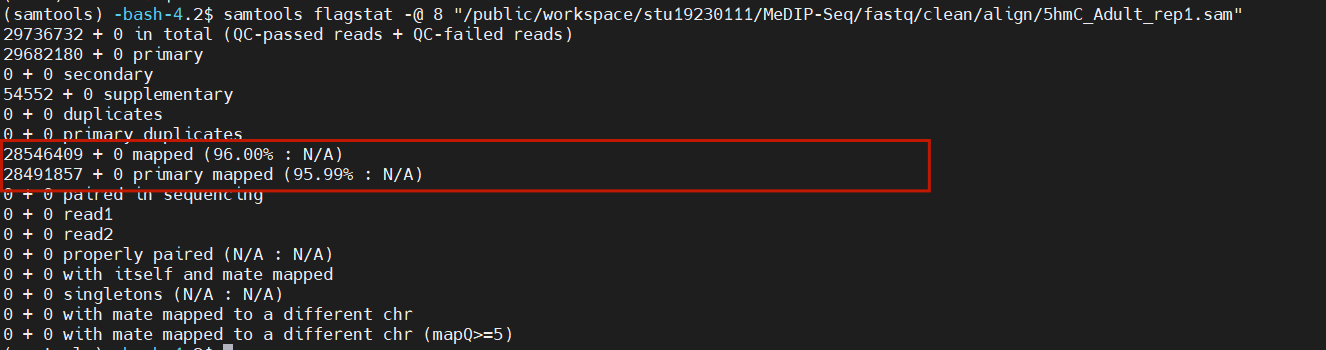 (samtools) -bash-4.2$ samtools flagstat -@ 8 "/public/workspace/stu19230111/MeDIP-Seq/fastq/clean/align/5hmC_Adult_rep1.sam"
29736732 + 0 in total (QC-passed reads + QC-failed reads)
29682180 + 0 primary
0 + 0 secondary
54552 + 0 supplementary
0 + 0 duplicates
0 + 0 primary duplicates
28546409 + 0 mapped (96.00% : N/A)
28491857 + 0 primary mapped (95.99% : N/A)
0 + 0 paired in sequencing
0 + 0 read1
0 + 0 read2
0 + 0 properly paired (N/A : N/A)
0 + 0 with itself and mate mapped
0 + 0 singletons (N/A : N/A)
0 + 0 with mate mapped to a different chr
0 + 0 with mate mapped to a different chr (mapQ>=5)